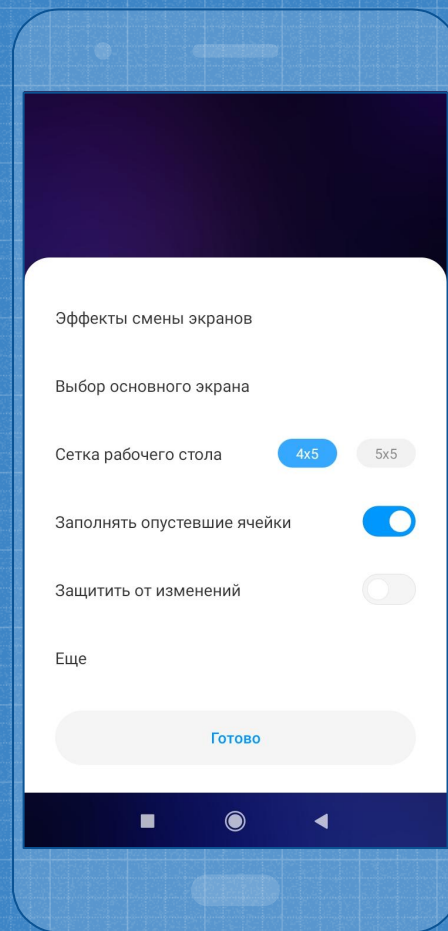 Эффекты смены экранов
Выбор основного экрана
Сетка рабочего стола 4x5 5x5
Заполнять опустевшие ячейки
Защитить от изменений
Еще
Готово